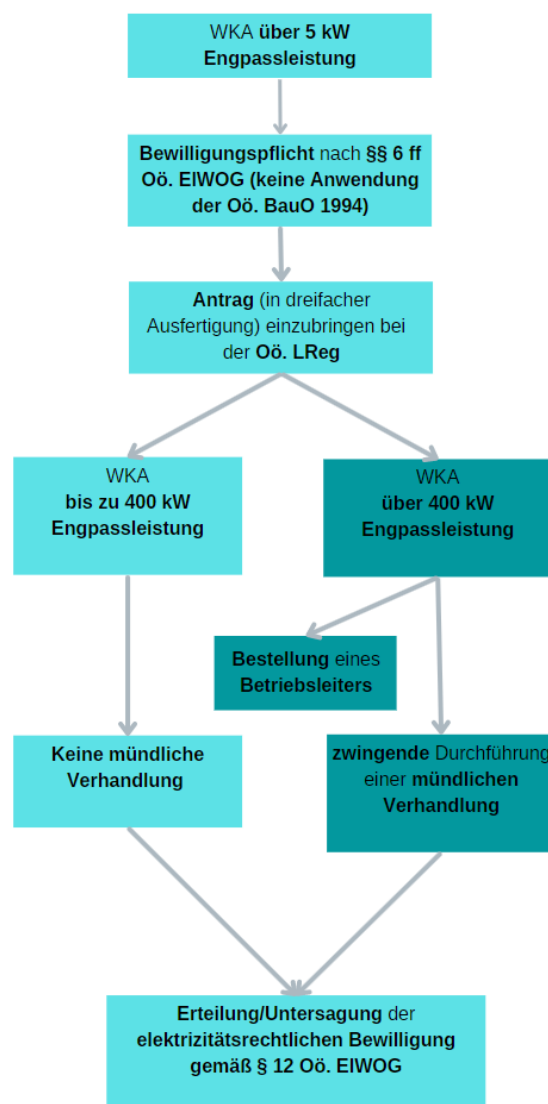 WKA über 5 kW
Engpassleistung
Bewilligungspflicht nach §§ 6 ff
Oö. ElWOG (keine Anwendung
der Oö. BauO 1994)
Antrag (in dreifacher
Ausfertigung) einzubringen bei
der Oö. LReg
WKA
bis zu 400 kW
Engpassleistung
WKA
über 400 kW
Engpassleistung
Bestellung eines
Betriebsleiters
Keine mündliche
Verhandlung
zwingende Durchführung
einer mündlichen
Verhandlung
Erteilung/Untersagung der
elektrizitätsrechtlichen Bewilligung
gemäß § 12 Oö. ElWOG